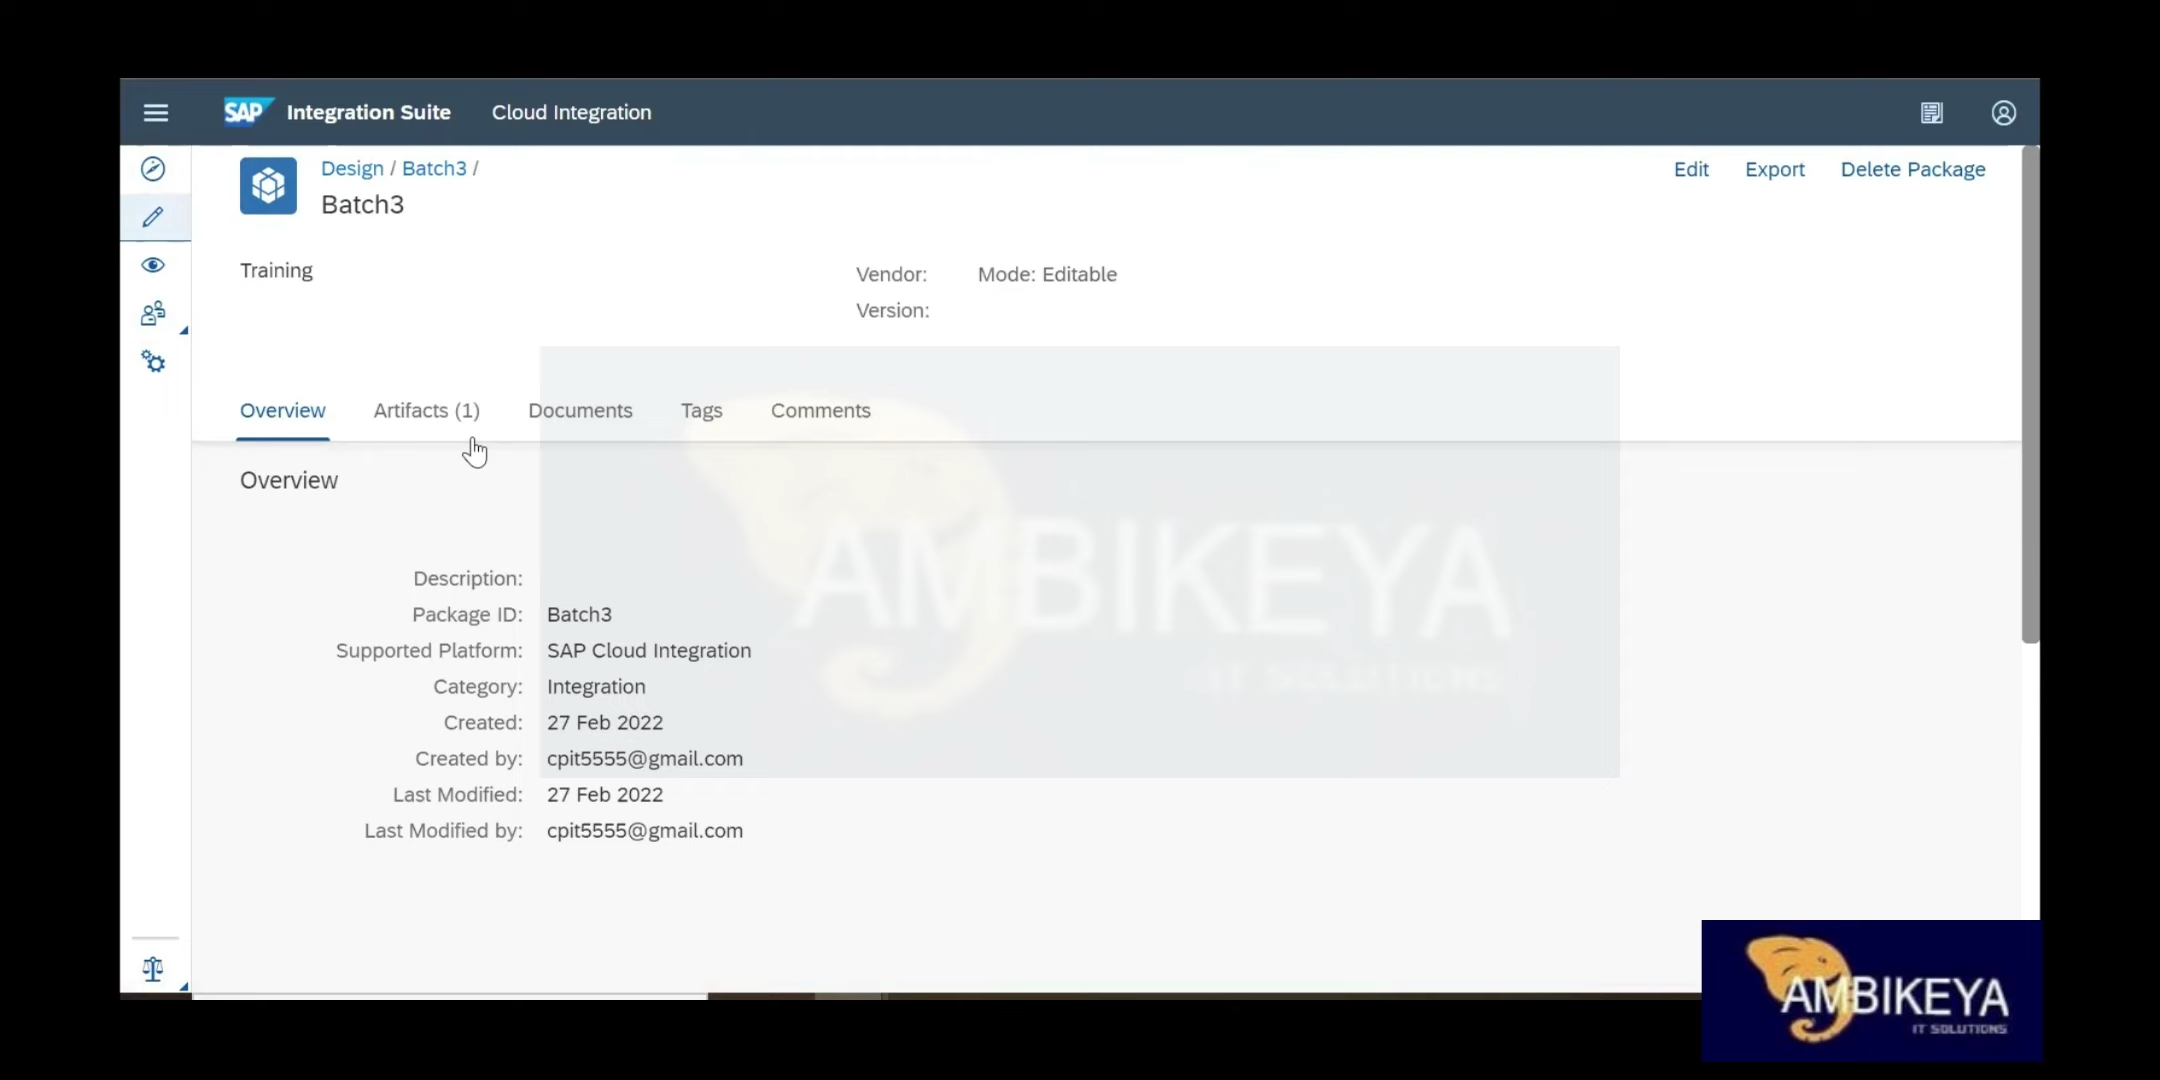 SAP Integration Suite Cloud Integration
Design / Batch3 /
Edit Export Delete Package
Batch3
Training
Vendor: Mode: Editable
Version:
Overview Artifacts (1) Documents Tags Comments
Overview
Description:
Package ID: Batch3
Supported Platform: SAP Cloud Integration
Category: Integration
Created: 27 Feb 2022
Created by: cpit5555@gmail.com
Last Modified: 27 Feb 2022
Last Modified by: cpit5555@gmail.com
AMBIKEYA
IT SOLUTIONS
AMBIKEYA
IT SOLUTIONS